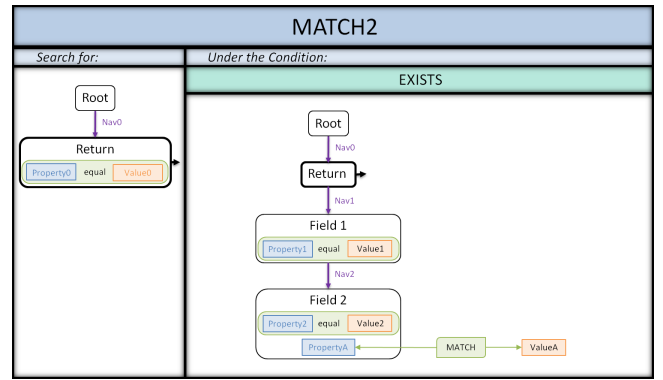 MATCH2
Search for:
Under the Condition:
EXISTS
Root
Nav0
Return
Property0 equal Value0
Root
Nav0
Return
Nav1
Field 1
Property1 equal Value1
Nav2
Field 2
Property2 equal Value2
PropertyA MATCH ValueA